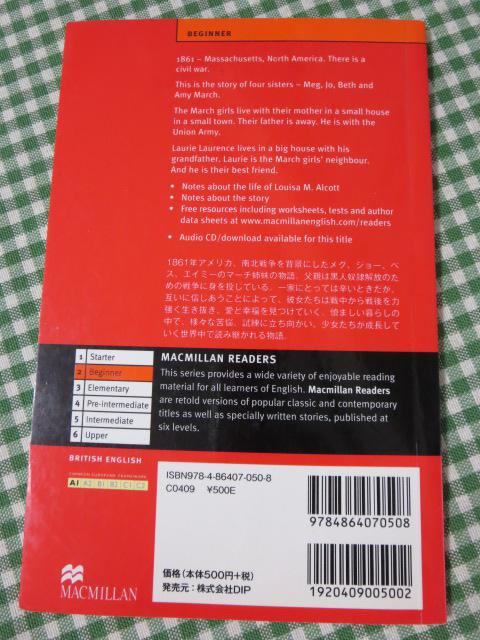 BEGINNER
1861 – Massachusetts, North America. There is a
civil war.
This is the story of four sisters – Meg, Jo, Beth and
Amy March.
The March girls live with their mother in a small house
in a small town. Their father is away. He is with the
Union Army.
Laurie Laurence lives in a big house with his
grandfather. Laurie is the March girls' neighbour.
And he is their best friend.
• Notes about the life of Louisa M. Alcott
• Notes about the story
• Free resources including worksheets, tests and author
data sheets at www.macmillanenglish.com/readers
• Audio CD/download available for this title
1861年アメリカ、南北戦争を背景にしたメグ、ジョー、ベ
ス、エイミーのマーチ姉妹の物語。父親は黒人奴隷解放のた
めの戦争に身を投じている。一家にとっては辛いときだが、
互いに信しあうことによって、彼女たちは戦中から戦後を力
強く生き抜き、愛と幸福を見つけていく。慎ましい暮らしの
中で、様々な苦悩、試練に立ち向かい、少女たちが成長して
いく世界中で読み継がれる物語。
1 Starter
2 Beginner
3 Elementary
4 Pre-intermediate
5 Intermediate
6 Upper
MACMILLAN READERS
This series provides a wide variety of enjoyable reading
material for all learners of English. Macmillan Readers
are retold versions of popular classic and contemporary
titles as well as specially written stories, published at
six levels.
BRITISH ENGLISH
COMMON EUROPEAN FRAMEWORK
A1 A2 B1 B2 C1 C2
MACMILLAN
ISBN978-4-86407-050-8
C0409 ¥500E
価格(本体500円+税)
発売元:株式会社DIP
9784864070508
1920409005002